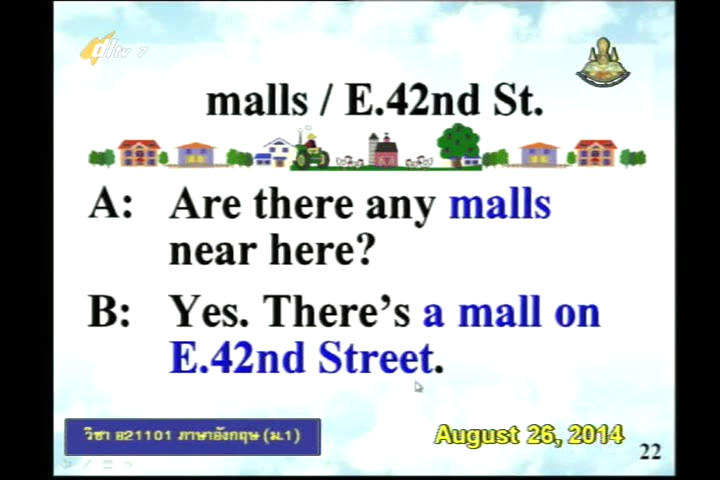 dltv 7
malls / E.42nd St.
A: Are there any malls
near here?
B: Yes. There's a mall on
E.42nd Street.
วิชา อ21101 ภาษาอังกฤษ (ม.1)
August 26, 2014
22